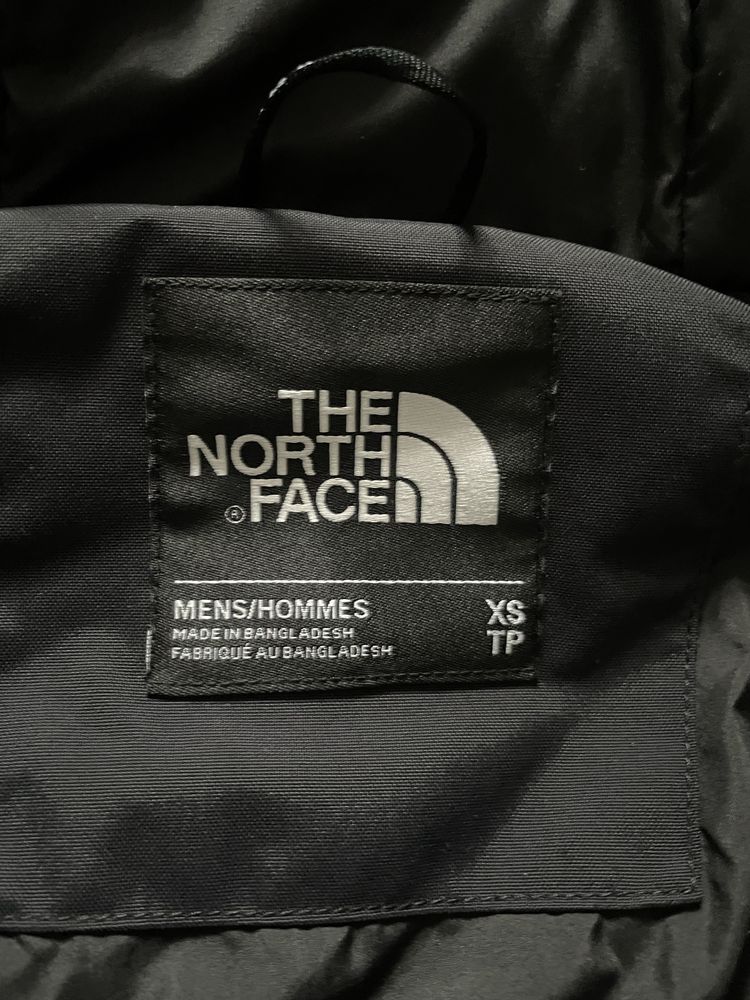 THE
NORTH
® FACE
MENS/HOMMES XS
MADE IN BANGLADESH TP
FABRIQUÉ AU BANGLADESH